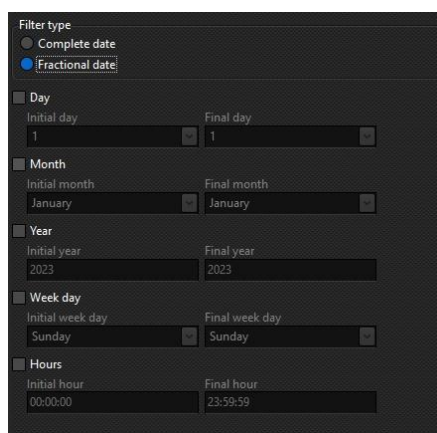 Filter type
Complete date
Fractional date
Day
Initial day Final day
1 1
Month
Initial month Final month
January January
Year
Initial year Final year
2023 2023
Week day
Initial week day Final week day
Sunday Sunday
Hours
Initial hour Final hour
00:00:00 23:59:59